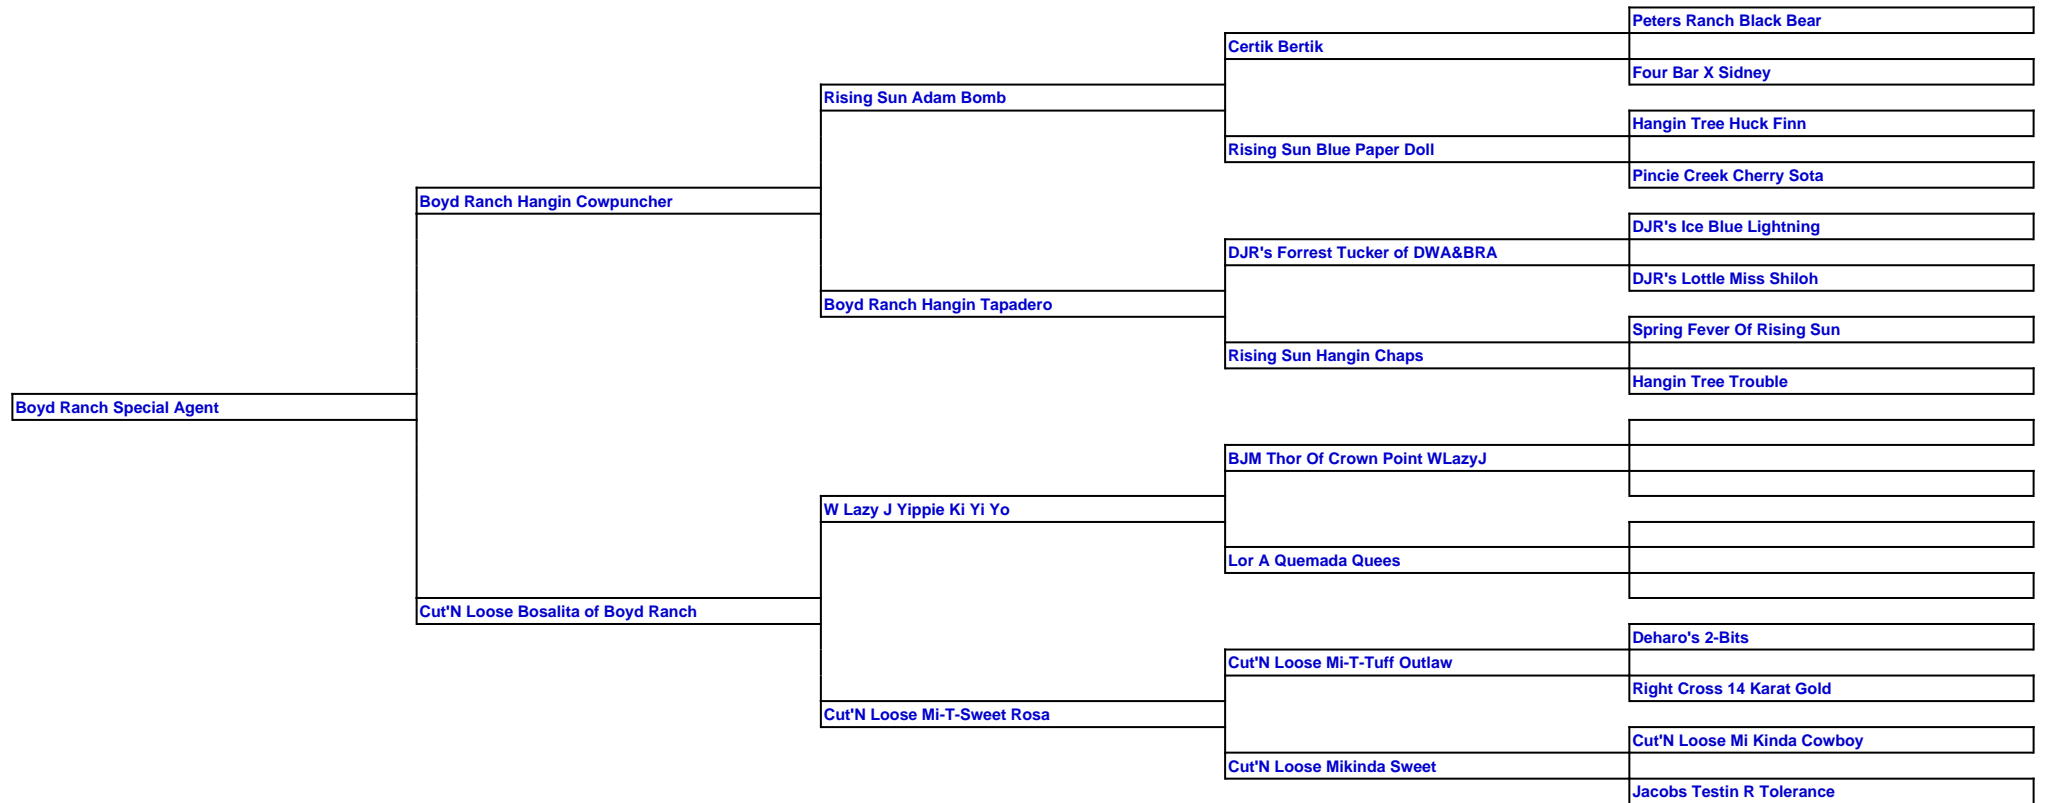 Peters Ranch Black Bear
Certik Bertik
Four Bar X Sidney
Rising Sun Adam Bomb
Hangin Tree Huck Finn
Rising Sun Blue Paper Doll
Pincie Creek Cherry Sota
Boyd Ranch Hangin Cowpuncher
DJR's Ice Blue Lightning
DJR's Forrest Tucker of DWA&BRA
DJR's Lottle Miss Shiloh
Boyd Ranch Hangin Tapadero
Spring Fever Of Rising Sun
Rising Sun Hangin Chaps
Hangin Tree Trouble
Boyd Ranch Special Agent
BJM Thor Of Crown Point WLazyJ
W Lazy J Yippie Ki Yi Yo
Lor A Quemada Quees
Cut'N Loose Bosalita of Boyd Ranch
Deharo's 2-Bits
Cut'N Loose Mi-T-Tuff Outlaw
Right Cross 14 Karat Gold
Cut'N Loose Mi-T-Sweet Rosa
Cut'N Loose Mi Kinda Cowboy
Cut'N Loose Mikinda Sweet
Jacobs Testin R Tolerance